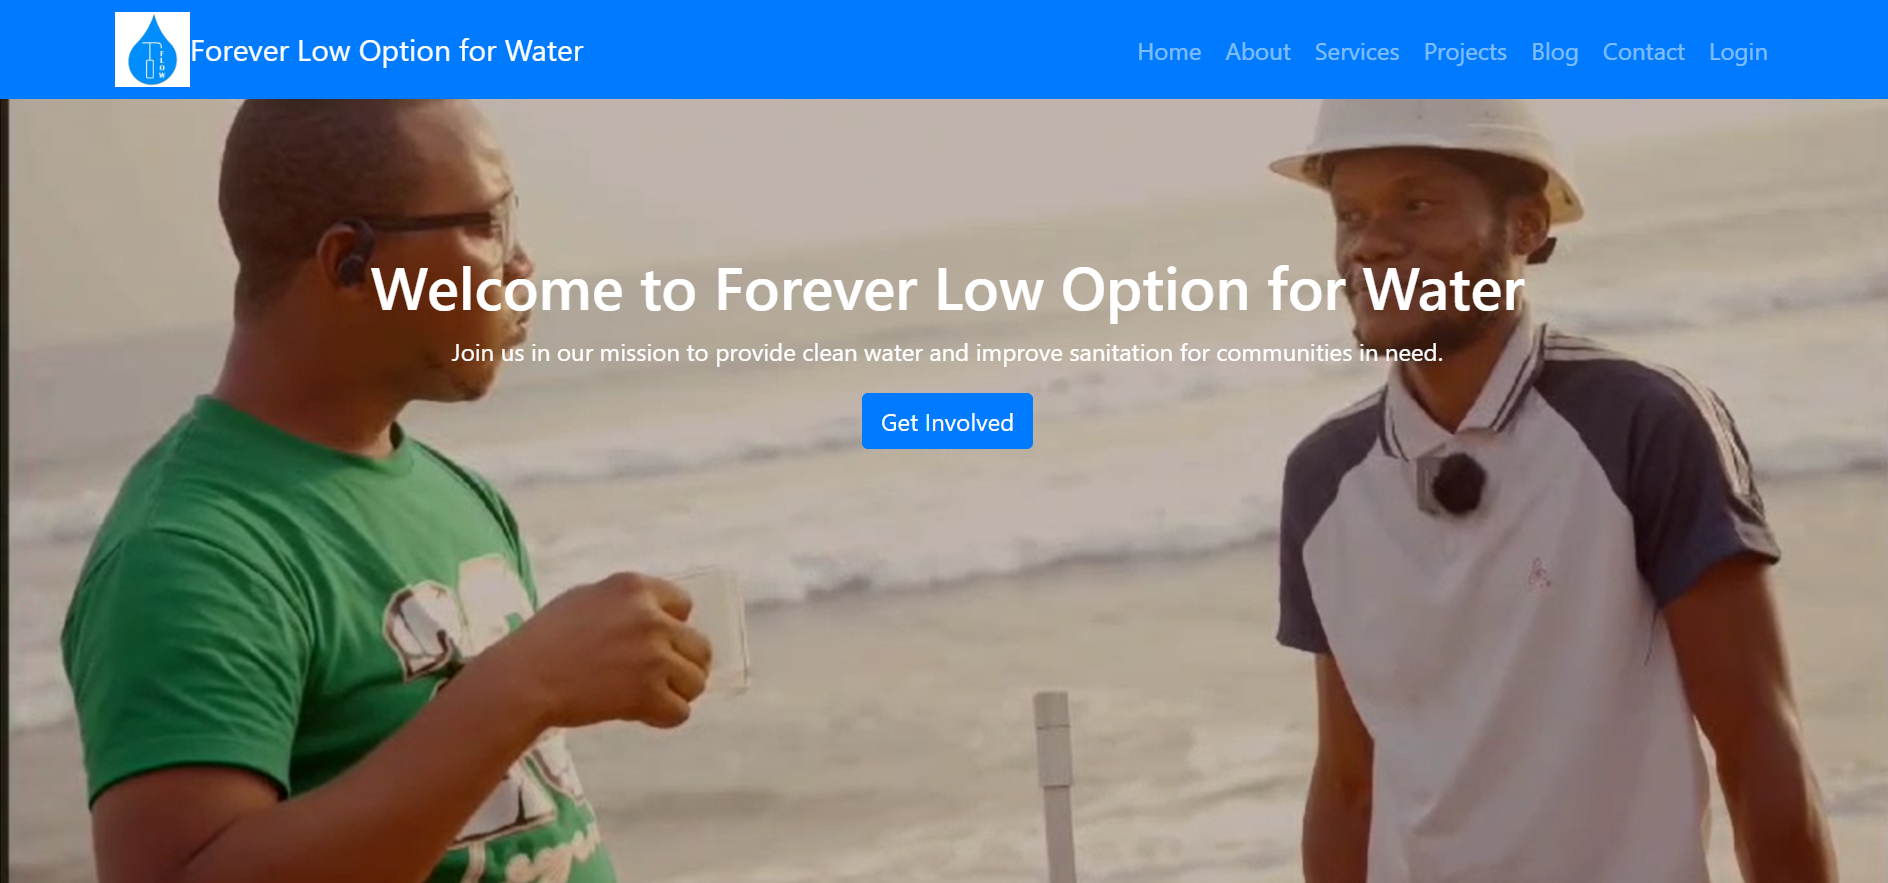 FLOW
Forever Low Option for Water
Home About Services Projects Blog Contact Login
Welcome to Forever Low Option for Water
Join us in our mission to provide clean water and improve sanitation for communities in need.
Get Involved